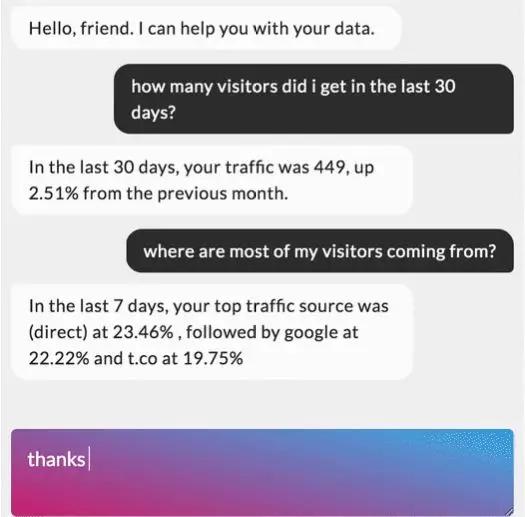 Hello, friend. I can help you with your data.
how many visitors did i get in the last 30
days?
In the last 30 days, your traffic was 449, up
2.51% from the previous month.
where are most of my visitors coming from?
In the last 7 days, your top traffic source was
(direct) at 23.46% , followed by google at
22.22% and t.co at 19.75%
thanks